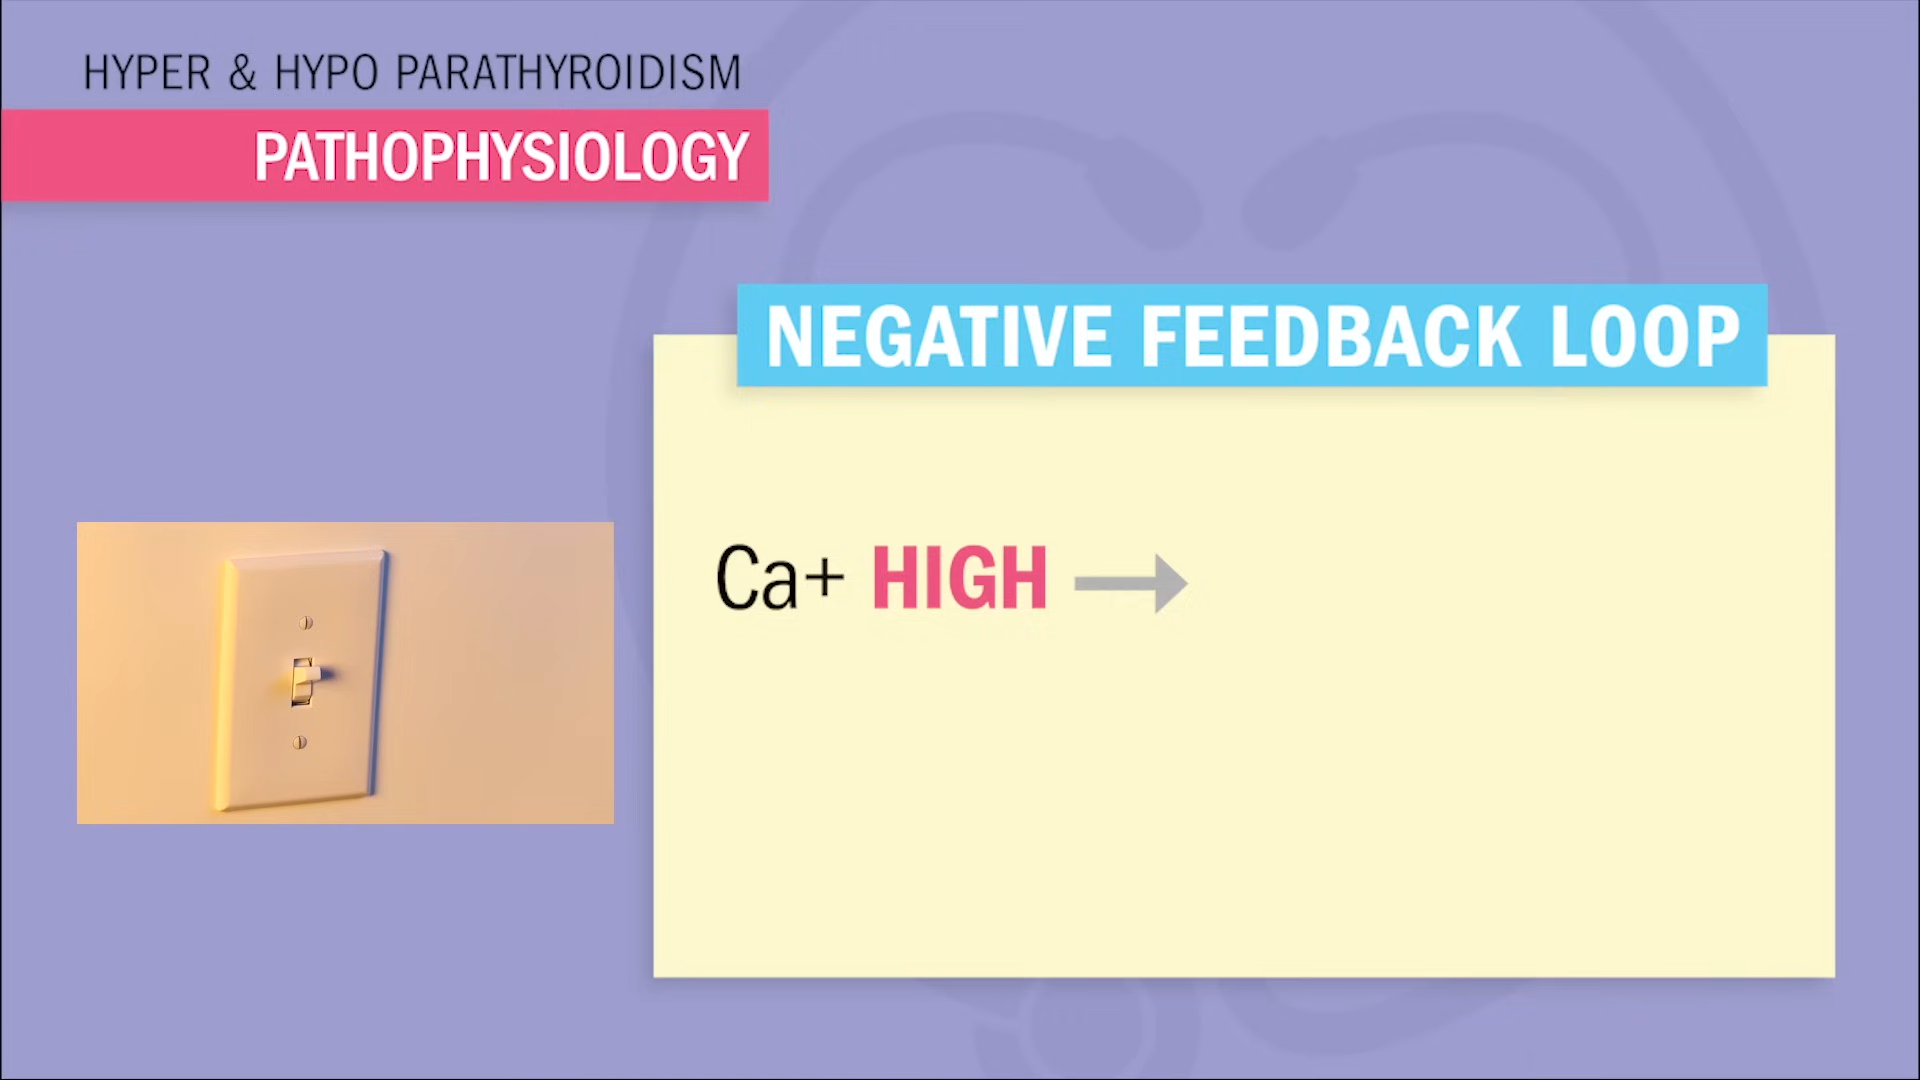 HYPER & HYPO PARATHYROIDISM
PATHOPHYSIOLOGY
NEGATIVE FEEDBACK LOOP
Ca+ HIGH →